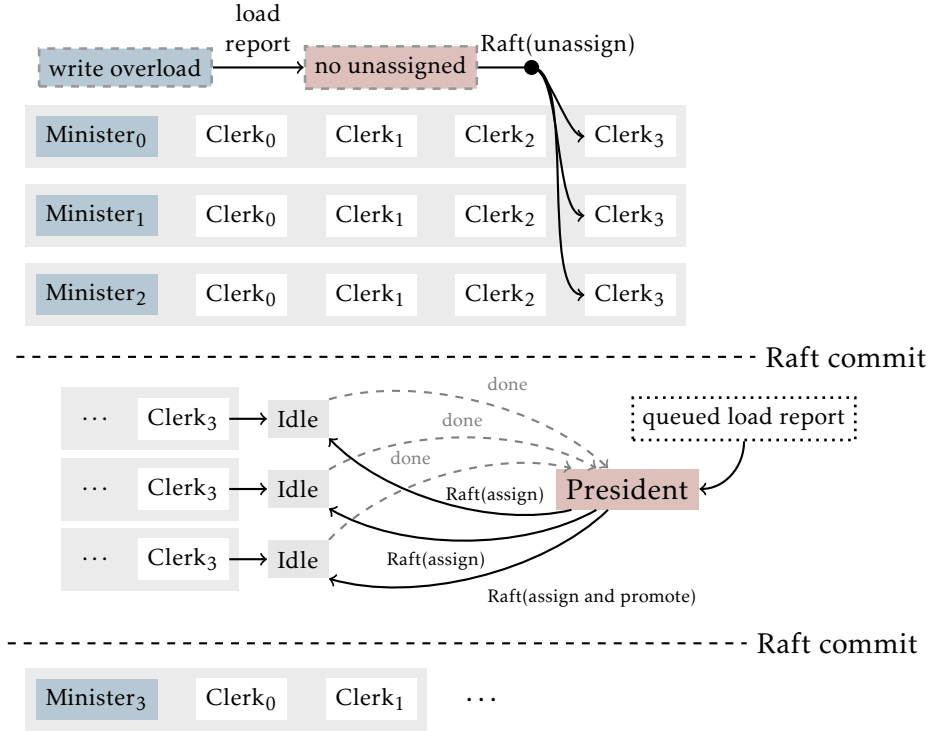 load
report
write overload
no unassigned
Raft(unassign)
Minister₀ Clerk₀ Clerk₁ Clerk₂ Clerk₃
Minister₁ Clerk₀ Clerk₁ Clerk₂ Clerk₃
Minister₂ Clerk₀ Clerk₁ Clerk₂ Clerk₃
Raft commit
done
··· Clerk₃ Idle
done
queued load report
done
··· Clerk₃ Idle
Raft(assign)
President
··· Clerk₃ Idle
Raft(assign)
Raft(assign and promote)
Raft commit
Minister₃ Clerk₀ Clerk₁ ···